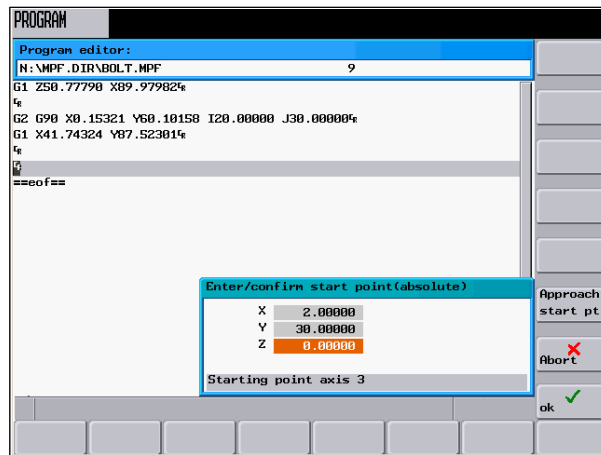 PROGRAM
Program editor:
N:\MPF.DIR\BOLT.MPF 9
G1 Z50.77790 X89.97982␍
␍
G2 G90 X0.15321 Y60.10158 I20.00000 J30.00000␍
G1 X41.74324 Y87.52301␍
␍
␍
==eof==
Enter/confirm start point(absolute)
X 2.00000
Y 30.00000
Z 0.00000
Starting point axis 3
Approach
start pt
Abort
ok